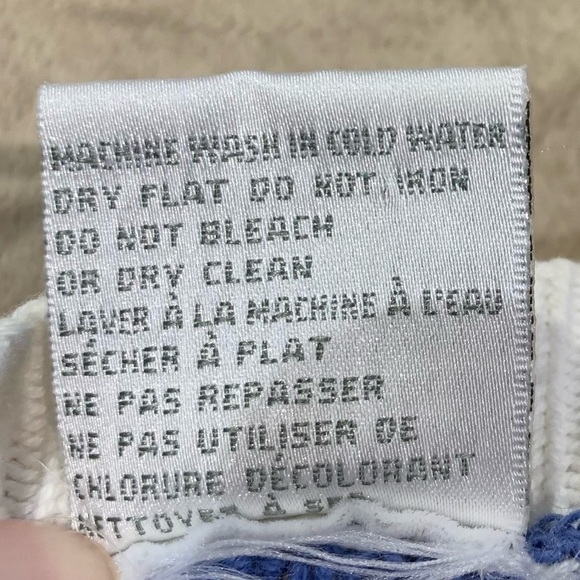 MACHINE WASH IN COLD WATER
DRY FLAT DO NOT IRON
DO NOT BLEACH
OR DRY CLEAN
LAVER À LA MACHINE À L'EAU
SÉCHER À PLAT
NE PAS REPASSER
NE PAS UTILISER DE
CHLORURE DÉCOLORANT
À